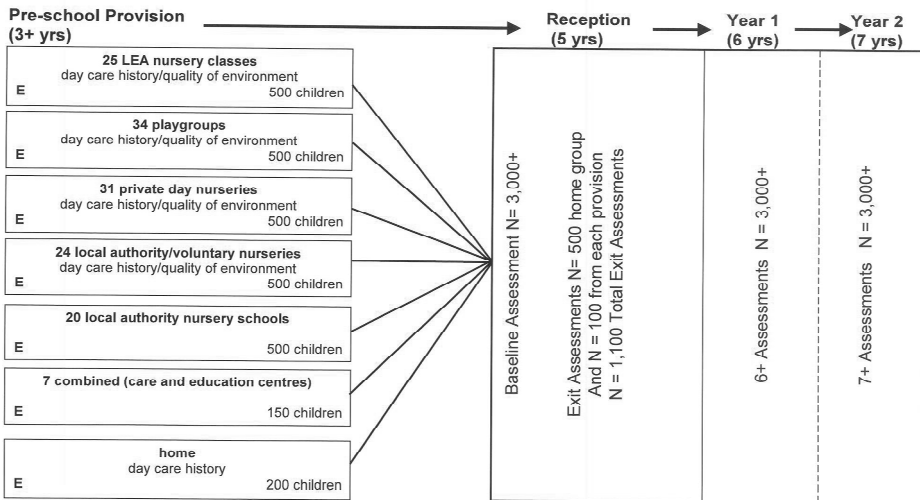 Pre-school Provision
(3+ yrs)
Reception
(5 yrs)
Year 1
(6 yrs)
Year 2
(7 yrs)
25 LEA nursery classes
day care history/quality of environment
E 500 children
34 playgroups
day care history/quality of environment
E 500 children
31 private day nurseries
day care history/quality of environment
E 500 children
24 local authority/voluntary nurseries
day care history/quality of environment
E 500 children
20 local authority nursery schools
E 500 children
7 combined (care and education centres)
E 150 children
home
day care history
E 200 children
Baseline Assessment N= 3,000+
Exit Assessments N= 500 home group
And N = 100 from each provision
N = 1,100 Total Exit Assessments
6+ Assessments N = 3,000+
7+ Assessments N = 3,000+